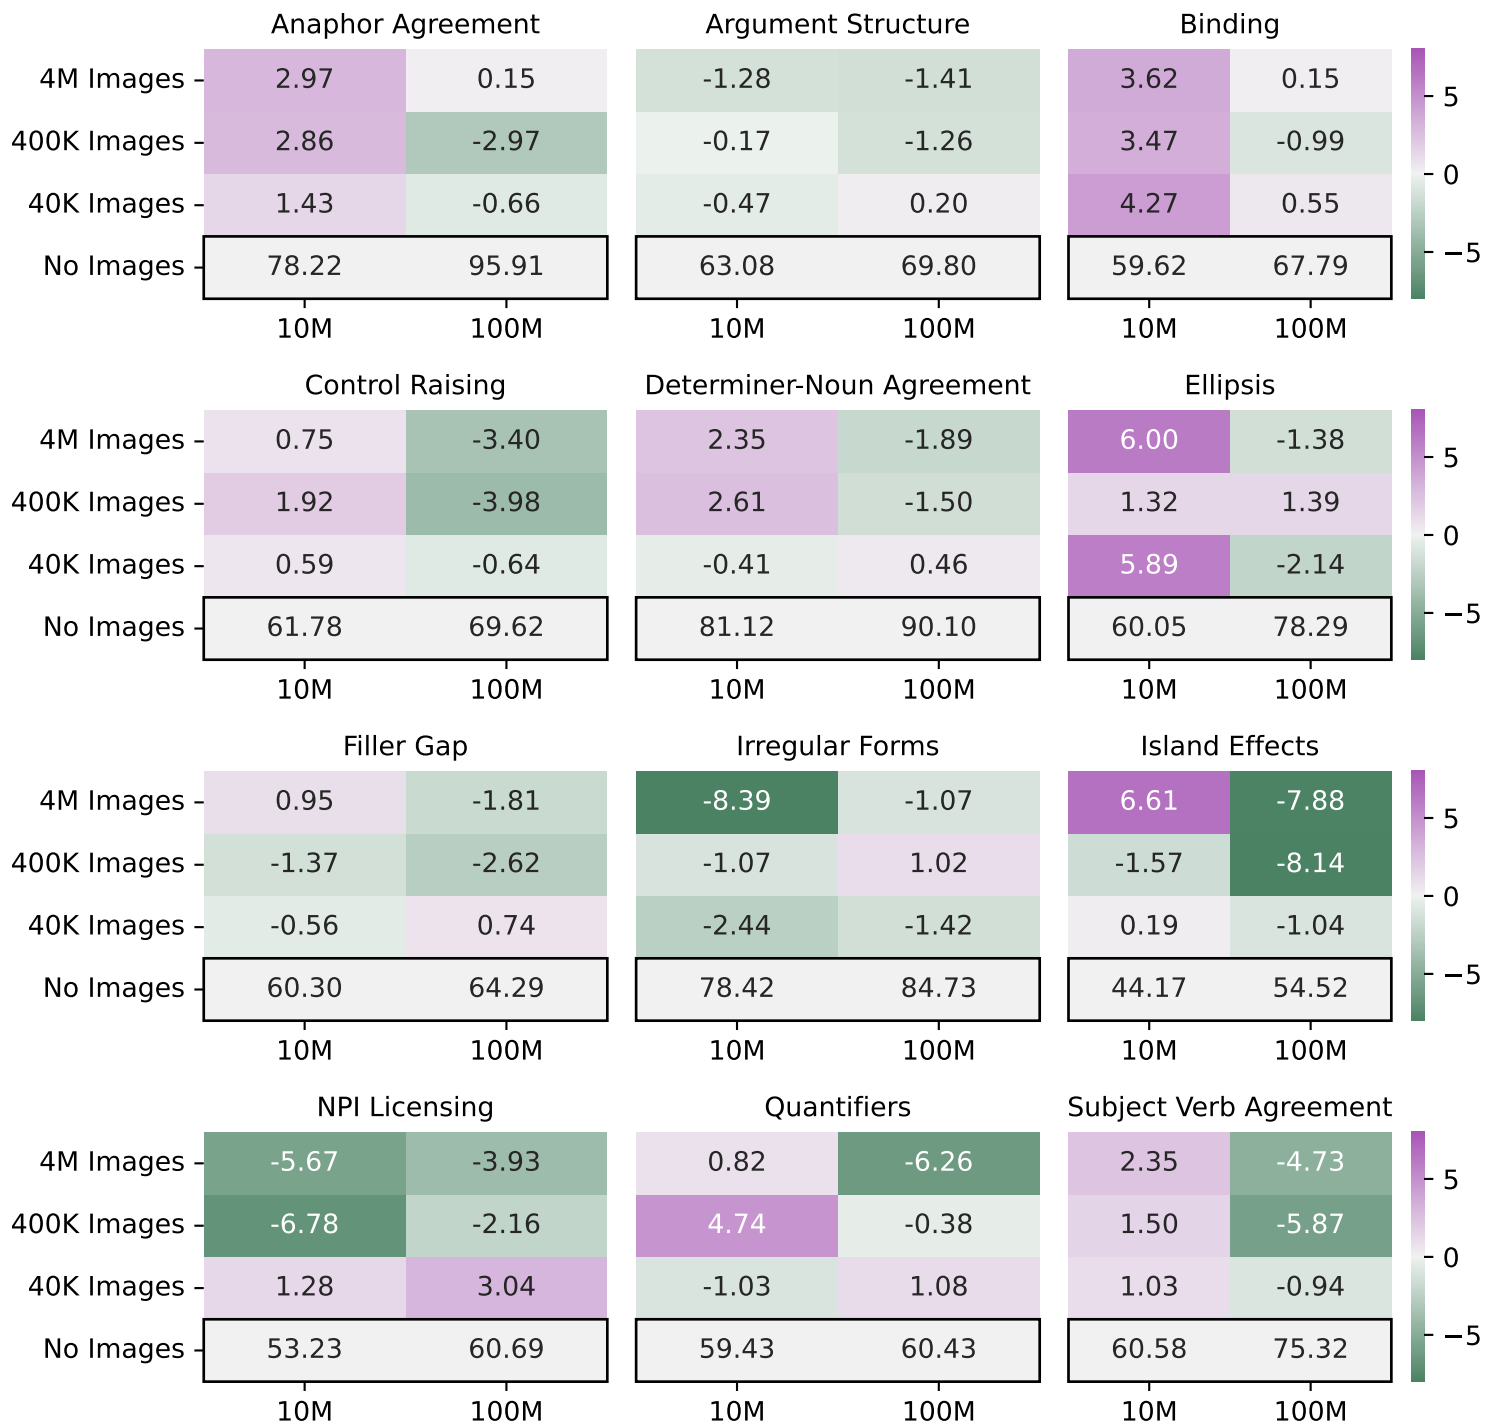 Anaphor Agreement Argument Structure Binding
4M Images 2.97 0.15 -1.28 -1.41 3.62 0.15
5
400K Images 2.86 -2.97 -0.17 -1.26 3.47 -0.99
0
40K Images 1.43 -0.66 -0.47 0.20 4.27 0.55
−5
No Images 78.22 95.91 63.08 69.80 59.62 67.79
10M 100M 10M 100M 10M 100M
Control Raising Determiner-Noun Agreement Ellipsis
4M Images 0.75 -3.40 2.35 -1.89 6.00 -1.38
5
400K Images 1.92 -3.98 2.61 -1.50 1.32 1.39
0
40K Images 0.59 -0.64 -0.41 0.46 5.89 -2.14
−5
No Images 61.78 69.62 81.12 90.10 60.05 78.29
10M 100M 10M 100M 10M 100M
Filler Gap Irregular Forms Island Effects
4M Images 0.95 -1.81 -8.39 -1.07 6.61 -7.88
5
400K Images -1.37 -2.62 -1.07 1.02 -1.57 -8.14
0
40K Images -0.56 0.74 -2.44 -1.42 0.19 -1.04
−5
No Images 60.30 64.29 78.42 84.73 44.17 54.52
10M 100M 10M 100M 10M 100M
NPI Licensing Quantifiers Subject Verb Agreement
4M Images -5.67 -3.93 0.82 -6.26 2.35 -4.73
5
400K Images -6.78 -2.16 4.74 -0.38 1.50 -5.87
0
40K Images 1.28 3.04 -1.03 1.08 1.03 -0.94
−5
No Images 53.23 60.69 59.43 60.43 60.58 75.32
10M 100M 10M 100M 10M 100M